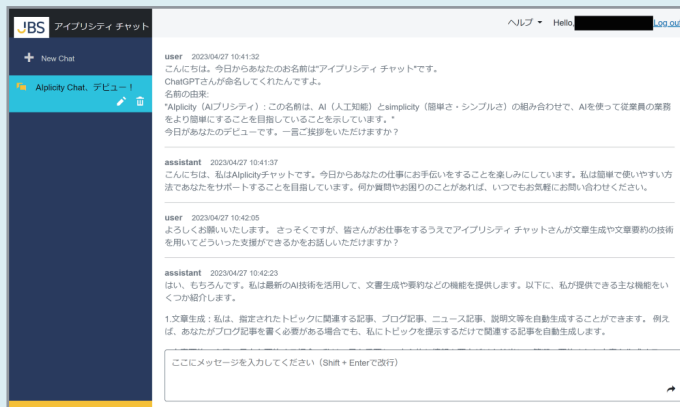 JBS アイプリシティ チャット
ヘルプ Hello, Log out
New Chat
AIplicity Chat、デビュー！
user 2023/04/27 10:41:32
こんにちは。今日からあなたのお名前は"アイプリシティ チャット"です。
ChatGPTさんが命名してくれたんですよ。
名前の由来:
"AIplicity（AIプリシティ）: この名前は、AI（人工知能）とsimplicity（簡単さ・シンプルさ）の組み合わせで、AIを使って従業員の業務
をより簡単にすることを目指していることを示しています。"
今日があなたのデビューです。一言ご挨拶をいただけますか？
assistant 2023/04/27 10:41:37
こんにちは、私はAIplicityチャットです。今日からあなたの仕事にお手伝いをすることを楽しみにしています。私は簡単で使いやすい方
法であなたをサポートすることを目指しています。何か質問やお困りのことがあれば、いつでもお気軽にお問い合わせください。
user 2023/04/27 10:42:05
よろしくお願いいたします。 さっそくですが、皆さんがお仕事をするうえでアイプリシティ チャットさんが文章生成や文章要約の技術
を用いてどういった支援ができるかをお話しいただけますか？
assistant 2023/04/27 10:42:23
はい、もちろんです。私は最新のAI技術を活用して、文書生成や要約などの機能を提供します。以下に、私が提供できる主な機能をい
くつか紹介します。
1.文章生成：私は、指定されたトピックに関連する記事、ブログ記事、ニュース記事、説明文等を自動生成することができます。 例え
ば、あなたがブログ記事を書く必要がある場合でも、私にトピックを提示するだけで関連する記事を自動生成します。
ここにメッセージを入力してください（Shift + Enterで改行）